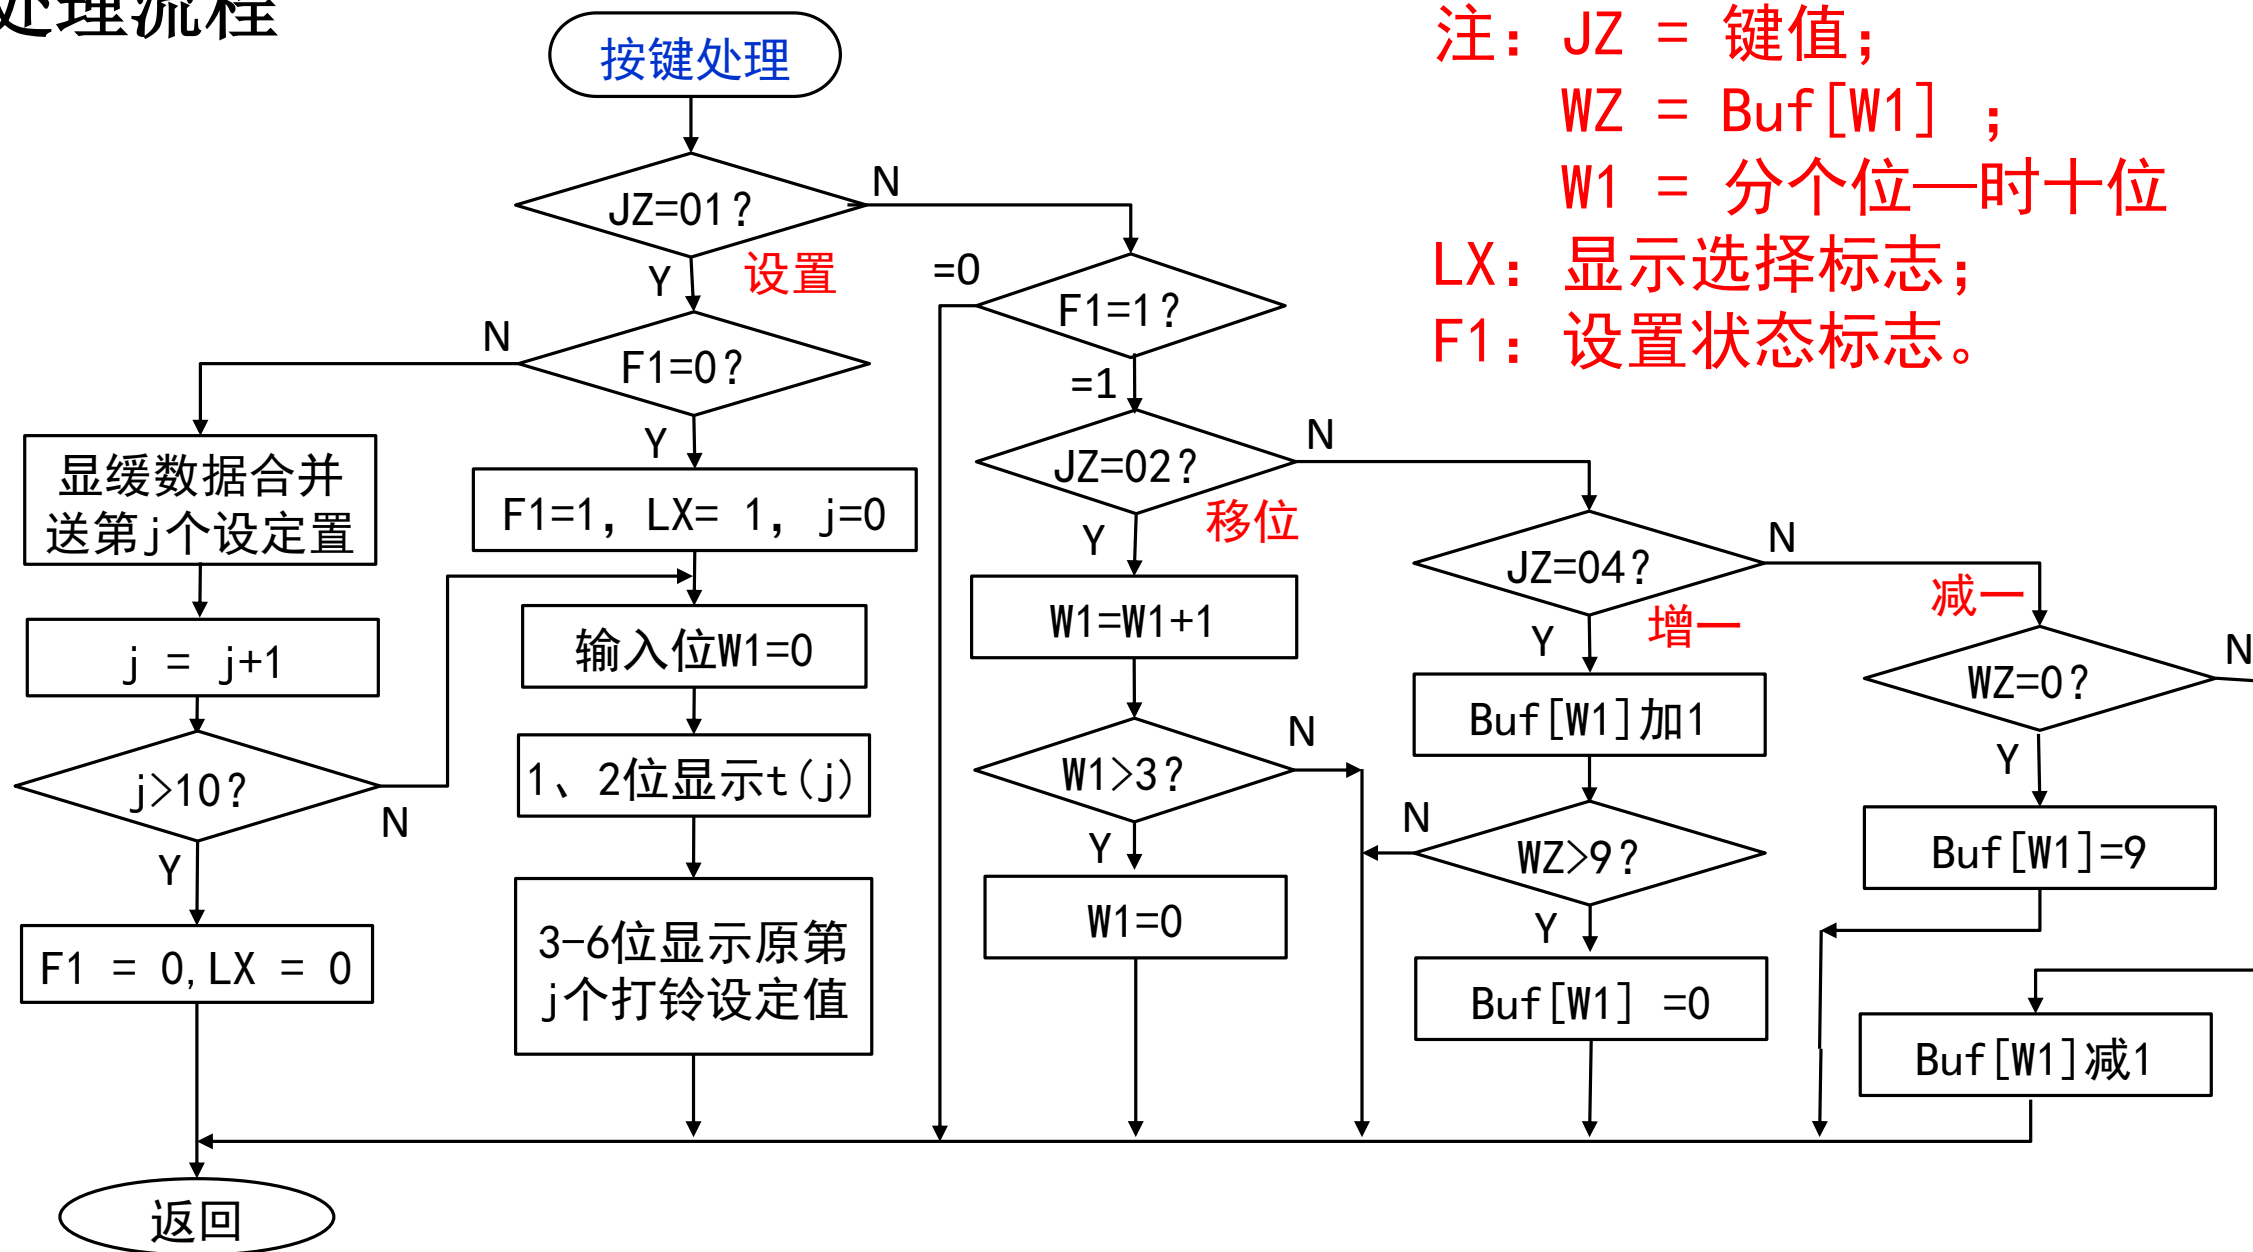 处理流程
按键处理
注：JZ = 键值；
WZ = Buf[W1] ；
W1 = 分个位—时十位
LX：显示选择标志；
F1：设置状态标志。
JZ=01？
N
Y
设置
=0
F1=1？
N
F1=0？
=1
Y
JZ=02？
N
移位
Y
显缓数据合并
送第j个设定置
F1=1，LX= 1，j=0
JZ=04？
N
减一
增一
Y
W1=W1+1
输入位W1=0
j = j+1
WZ=0？
N
Buf[W1]加1
Y
1、2位显示t(j)
W1>3？
N
j>10？
N
Y
WZ>9？
N
Y
Buf[W1]=9
Y
W1=0
3-6位显示原第
j个打铃设定值
F1 = 0,LX = 0
Y
Buf[W1] =0
Buf[W1]减1
返回